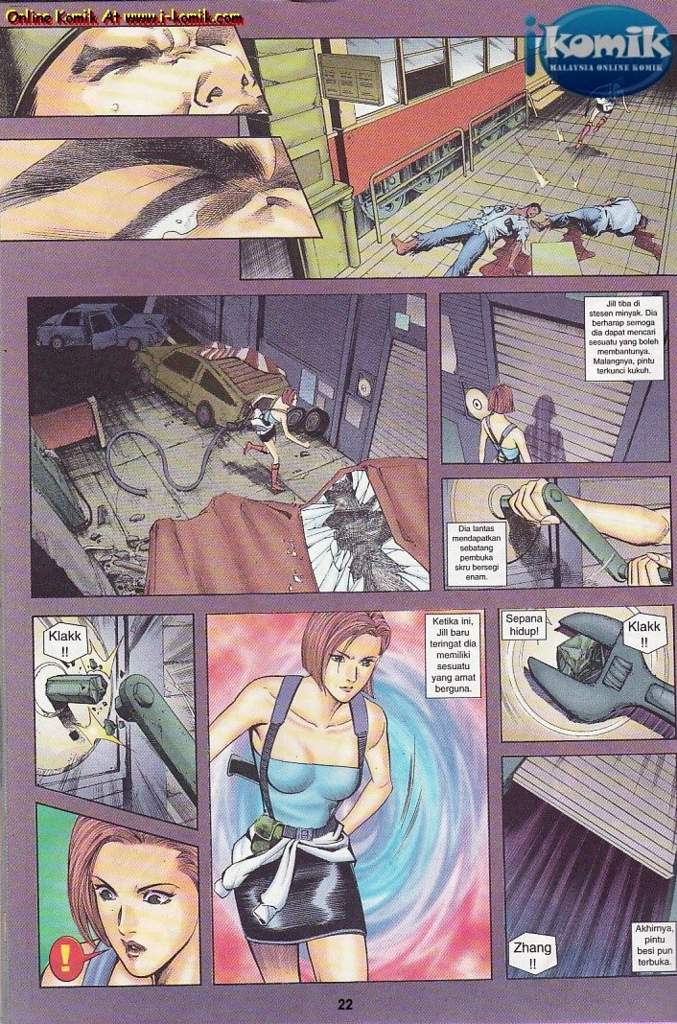 Online Komik At www.i-komik.com
ikomik
MALAYSIA ONLINE KOMIK
Jill tiba di
stesen minyak. Dia
berharap semoga
dia dapat mencari
sesuatu yang boleh
membantunya.
Malangnya, pintu
terkunci kukuh.
Dia lantas
mendapatkan
sebatang
pembuka
skru bersegi
enam.
Klakk
!!
Ketika ini,
Jill baru
teringat dia
memiliki
sesuatu
yang amat
berguna.
Sepana
hidup!
Klakk
!!
!
Zhang
!!
Akhirnya,
pintu
besi pun
terbuka.
22